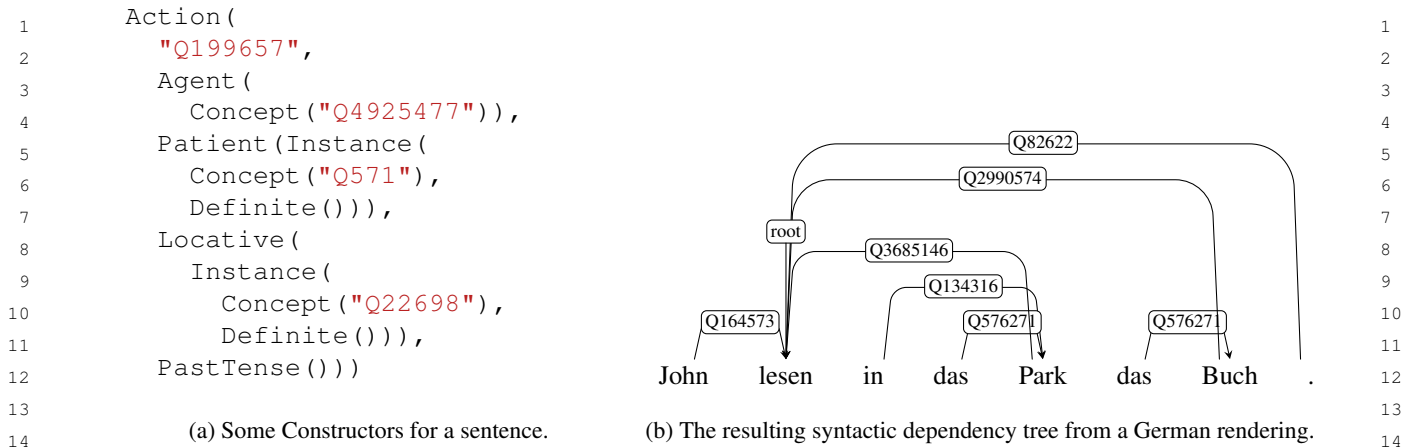 1
2
3
4
5
6
7
8
9
10
11
12
13
14
Action(
"Q199657",
Agent(
Concept("Q4925477")),
Patient(Instance(
Concept("Q571"),
Definite())),
Locative(
Instance(
Concept("Q22698"),
Definite())),
PastTense()))
(a) Some Constructors for a sentence.
Q82622
Q2990574
root
Q3685146
Q134316
Q164573 Q576271 Q576271
John lesen in das Park das Buch .
(b) The resulting syntactic dependency tree from a German rendering.
1
2
3
4
5
6
7
8
9
10
11
12
13
14